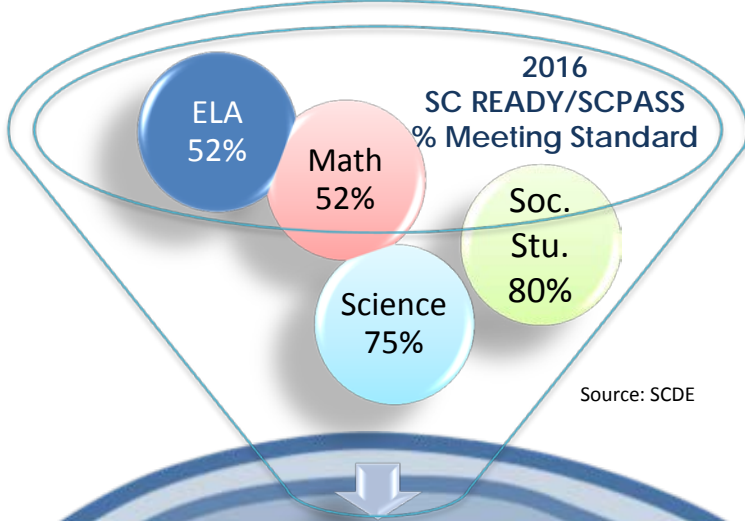 2016
SC READY/SCPASS
% Meeting Standard
ELA
52%
Math
52%
Soc.
Stu.
80%
Science
75%
Source: SCDE